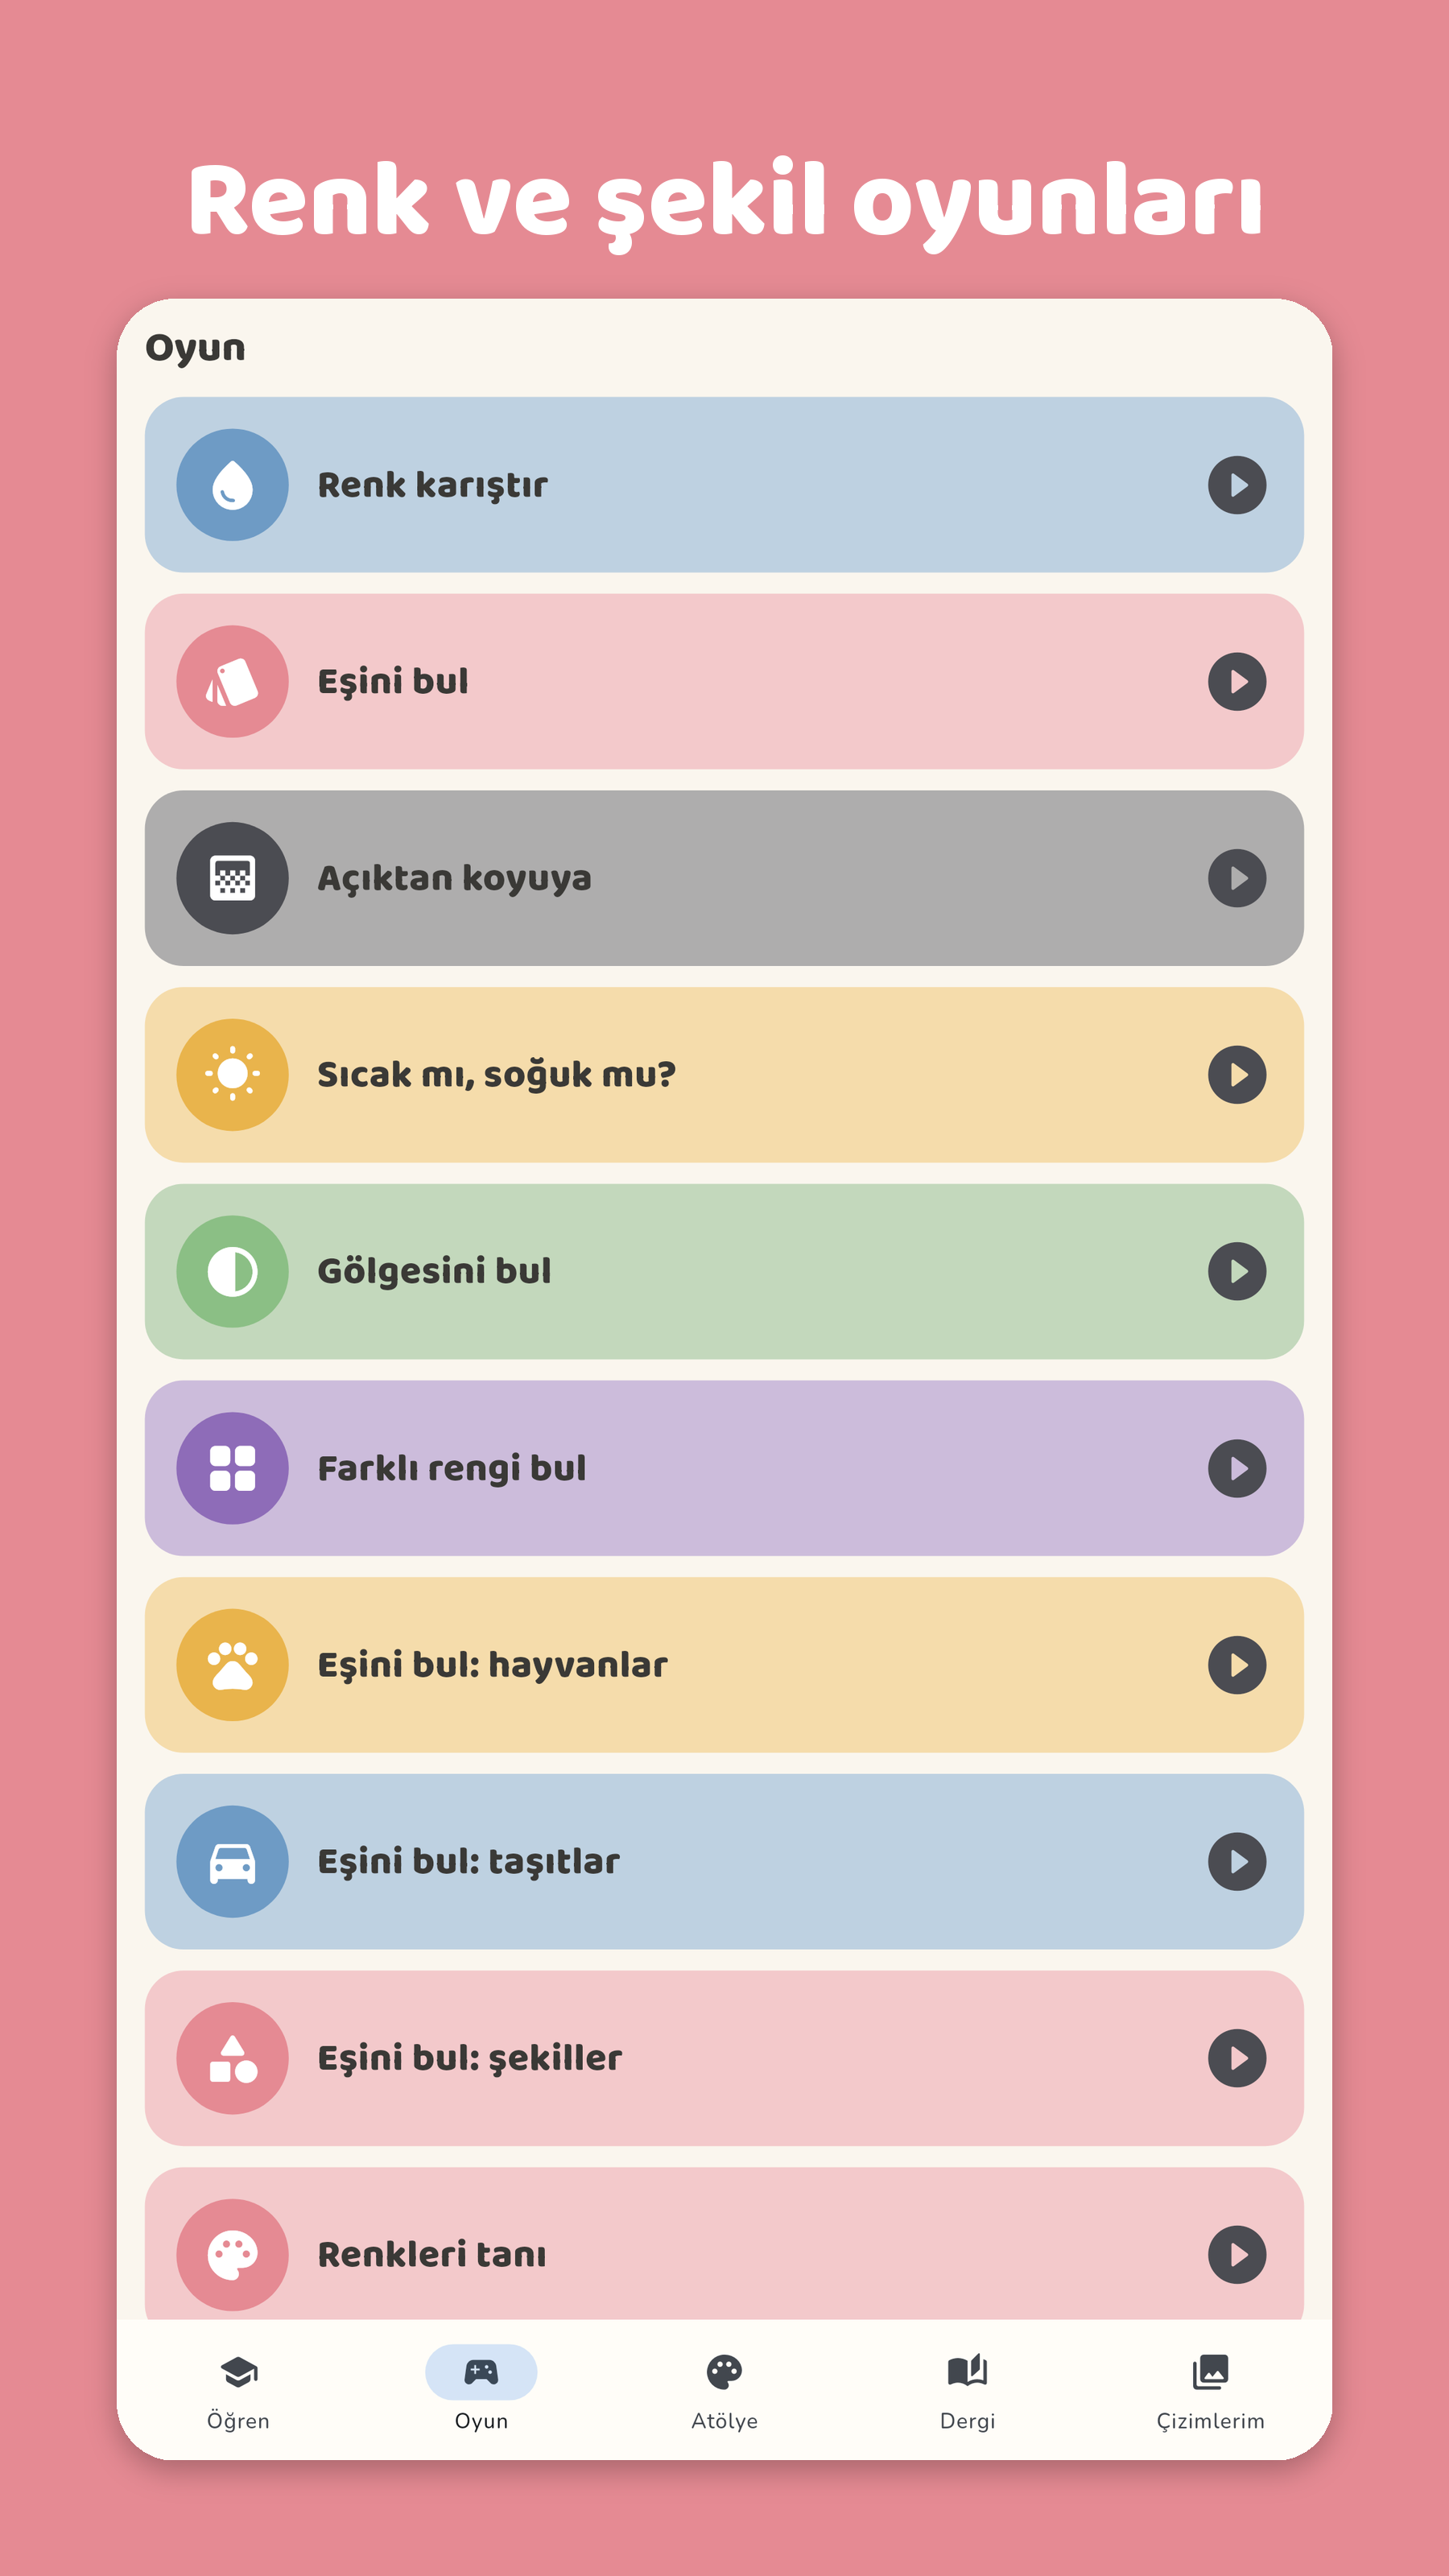 Renk ve şekil oyunları
Oyun
Renk karıştır
Eşini bul
Açıktan koyuya
Sıcak mı, soğuk mu?
Gölgesini bul
Farklı rengi bul
Eşini bul: hayvanlar
Eşini bul: taşıtlar
Eşini bul: şekiller
Renkleri tanı
Öğren Oyun Atölye Dergi Çizimlerim